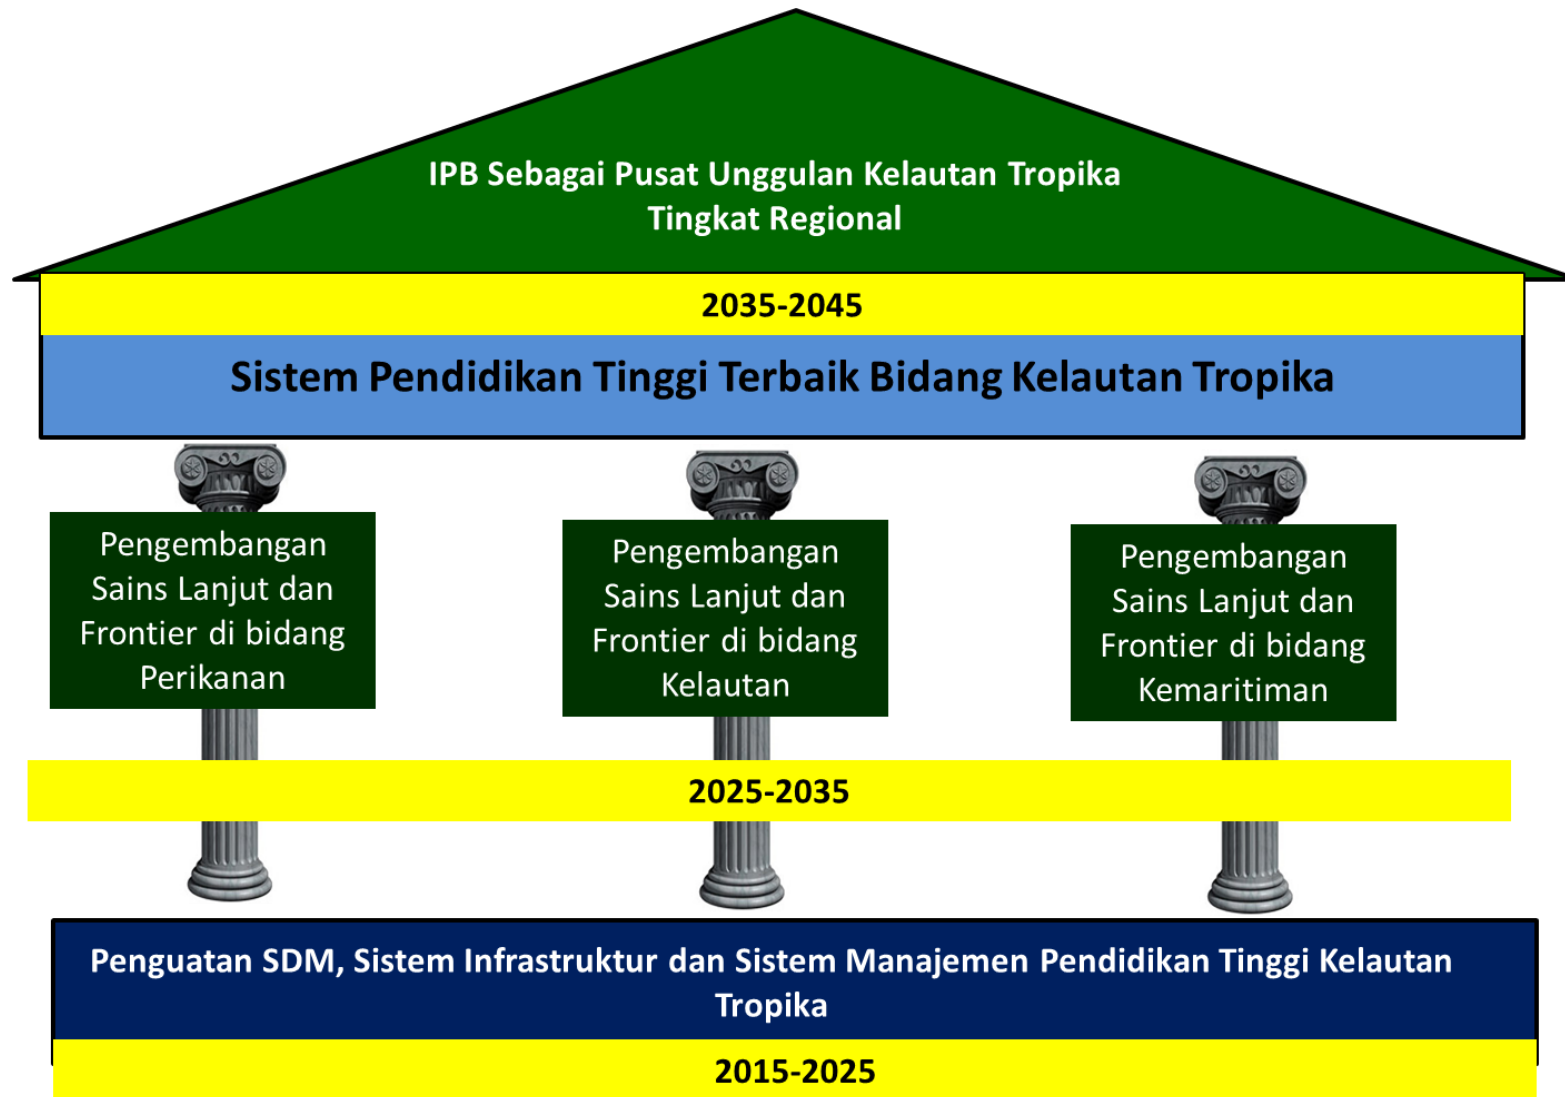 IPB Sebagai Pusat Unggulan Kelautan Tropika
Tingkat Regional
2035-2045
Sistem Pendidikan Tinggi Terbaik Bidang Kelautan Tropika
Pengembangan
Sains Lanjut dan
Frontier di bidang
Perikanan
Pengembangan
Sains Lanjut dan
Frontier di bidang
Kelautan
Pengembangan
Sains Lanjut dan
Frontier di bidang
Kemaritiman
2025-2035
Penguatan SDM, Sistem Infrastruktur dan Sistem Manajemen Pendidikan Tinggi Kelautan
Tropika
2015-2025